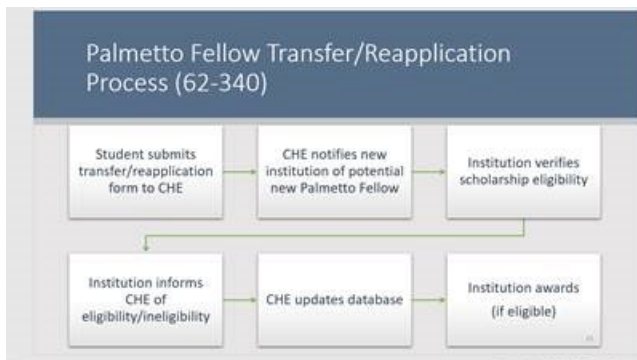 Palmetto Fellow Transfer/Reapplication
Process (62-340)
Student submits
transfer/reapplication
form to CHE
CHE notifies new
institution of potential
new Palmetto Fellow
Institution verifies
scholarship eligibility
Institution informs
CHE of
eligibility/ineligibility
CHE updates database
Institution awards
(if eligible)